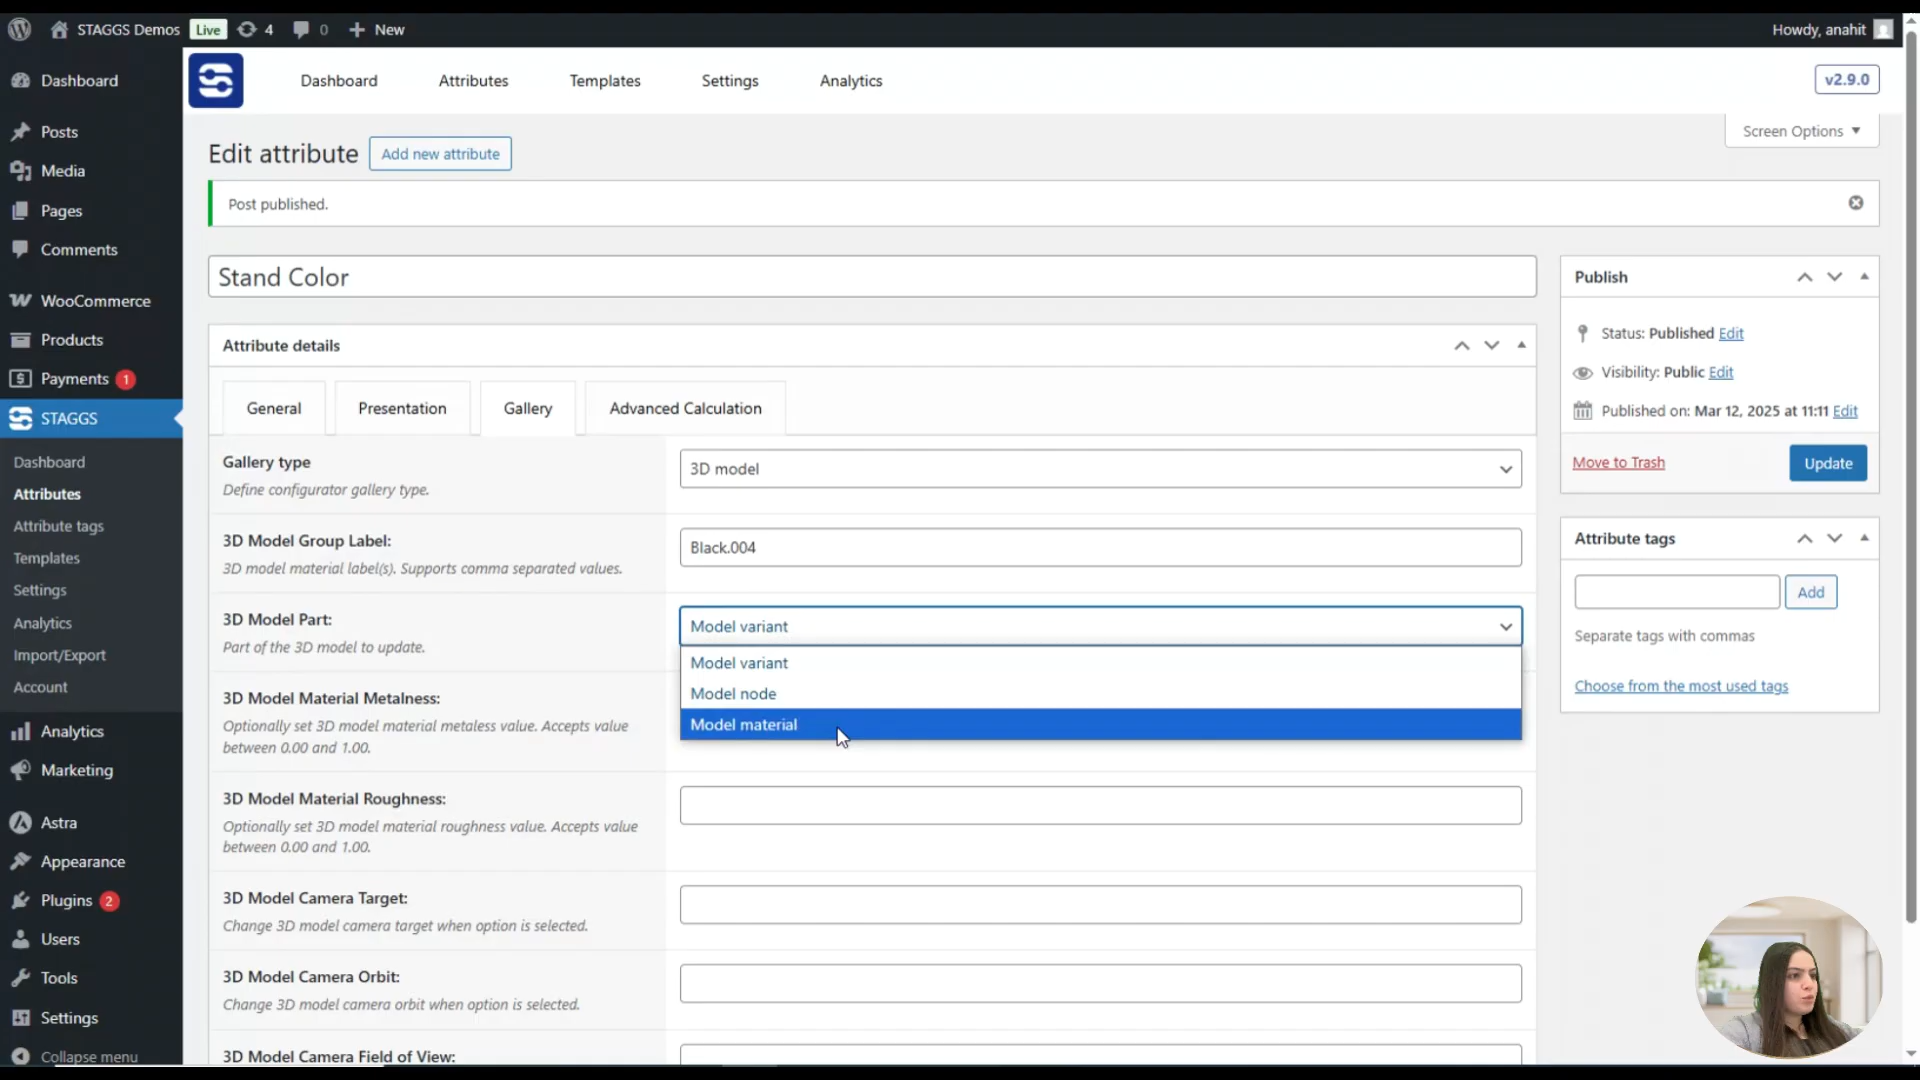 STAGGS Demos Live 4 0 New Howdy, anahit
Dashboard
Posts
Media
Pages
Comments
WooCommerce
Products
Payments 1
STAGGS
Dashboard
Attributes
Attribute tags
Templates
Settings
Analytics
Import/Export
Account
Analytics
Marketing
Astra
Appearance
Plugins 2
Users
Tools
Settings
Collapse menu
Dashboard Attributes Templates Settings Analytics v2.9.0
Screen Options
Edit attribute Add new attribute
Post published.
Stand Color
Attribute details
General Presentation Gallery Advanced Calculation
Gallery type
Define configurator gallery type.
3D model
3D Model Group Label:
3D model material label(s). Supports comma separated values.
Black.004
3D Model Part:
Part of the 3D model to update.
Model variant
Model variant
Model node
Model material
3D Model Material Metalness:
Optionally set 3D model material metaless value. Accepts value
between 0.00 and 1.00.
3D Model Material Roughness:
Optionally set 3D model material roughness value. Accepts value
between 0.00 and 1.00.
3D Model Camera Target:
Change 3D model camera target when option is selected.
3D Model Camera Orbit:
Change 3D model camera orbit when option is selected.
3D Model Camera Field of View:
Publish
Status: Published Edit
Visibility: Public Edit
Published on: Mar 12, 2025 at 11:11 Edit
Move to Trash Update
Attribute tags
Add
Separate tags with commas
Choose from the most used tags